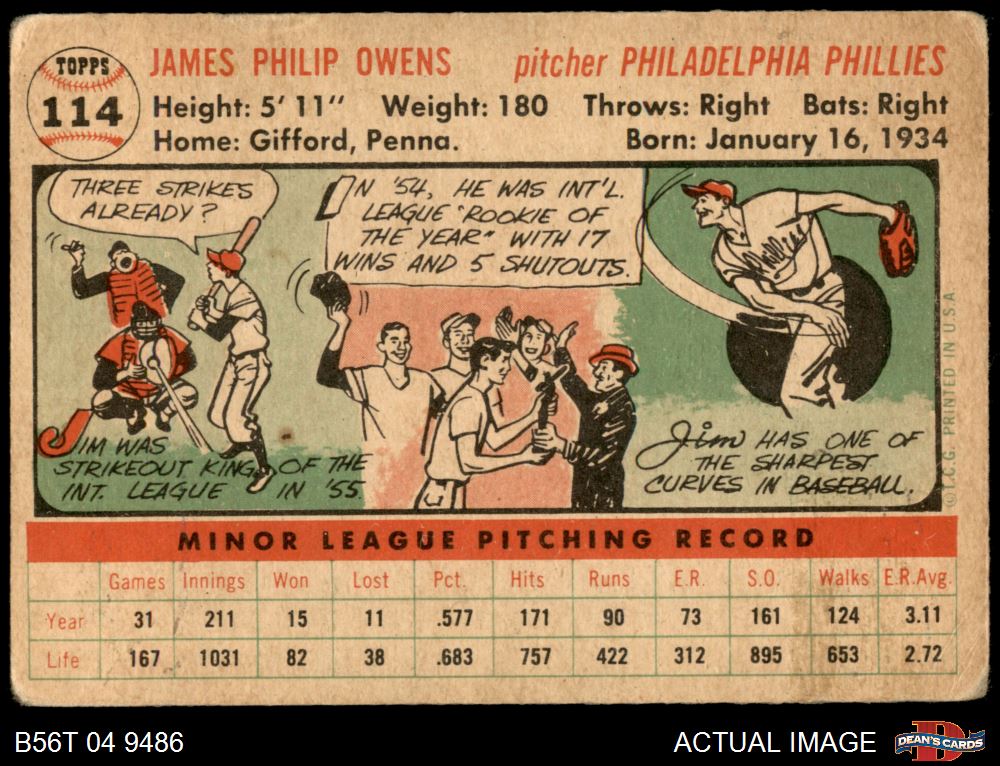 TOPPS
114
JAMES PHILIP OWENS pitcher PHILADELPHIA PHILLIES
Height: 5' 11" Weight: 180 Throws: Right Bats: Right
Home: Gifford, Penna. Born: January 16, 1934
THREE STRIKES
ALREADY?
IN '54, HE WAS INT'L.
LEAGUE "ROOKIE OF
THE YEAR" WITH 17
WINS AND 5 SHUTOUTS.
Phillies
JIM WAS
STRIKEOUT KING OF THE
INT. LEAGUE IN '55.
Jim HAS ONE OF
THE SHARPEST
CURVES IN BASEBALL.
©T.C.G. PRINTED IN U.S.A.
MINOR LEAGUE PITCHING RECORD
Games Innings Won Lost Pct. Hits Runs E.R. S.O. Walks E.R.Avg.
Year 31 211 15 11 .577 171 90 73 161 124 3.11
Life 167 1031 82 38 .683 757 422 312 895 653 2.72
B56T 04 9486 ACTUAL IMAGE DEAN'S CARDS